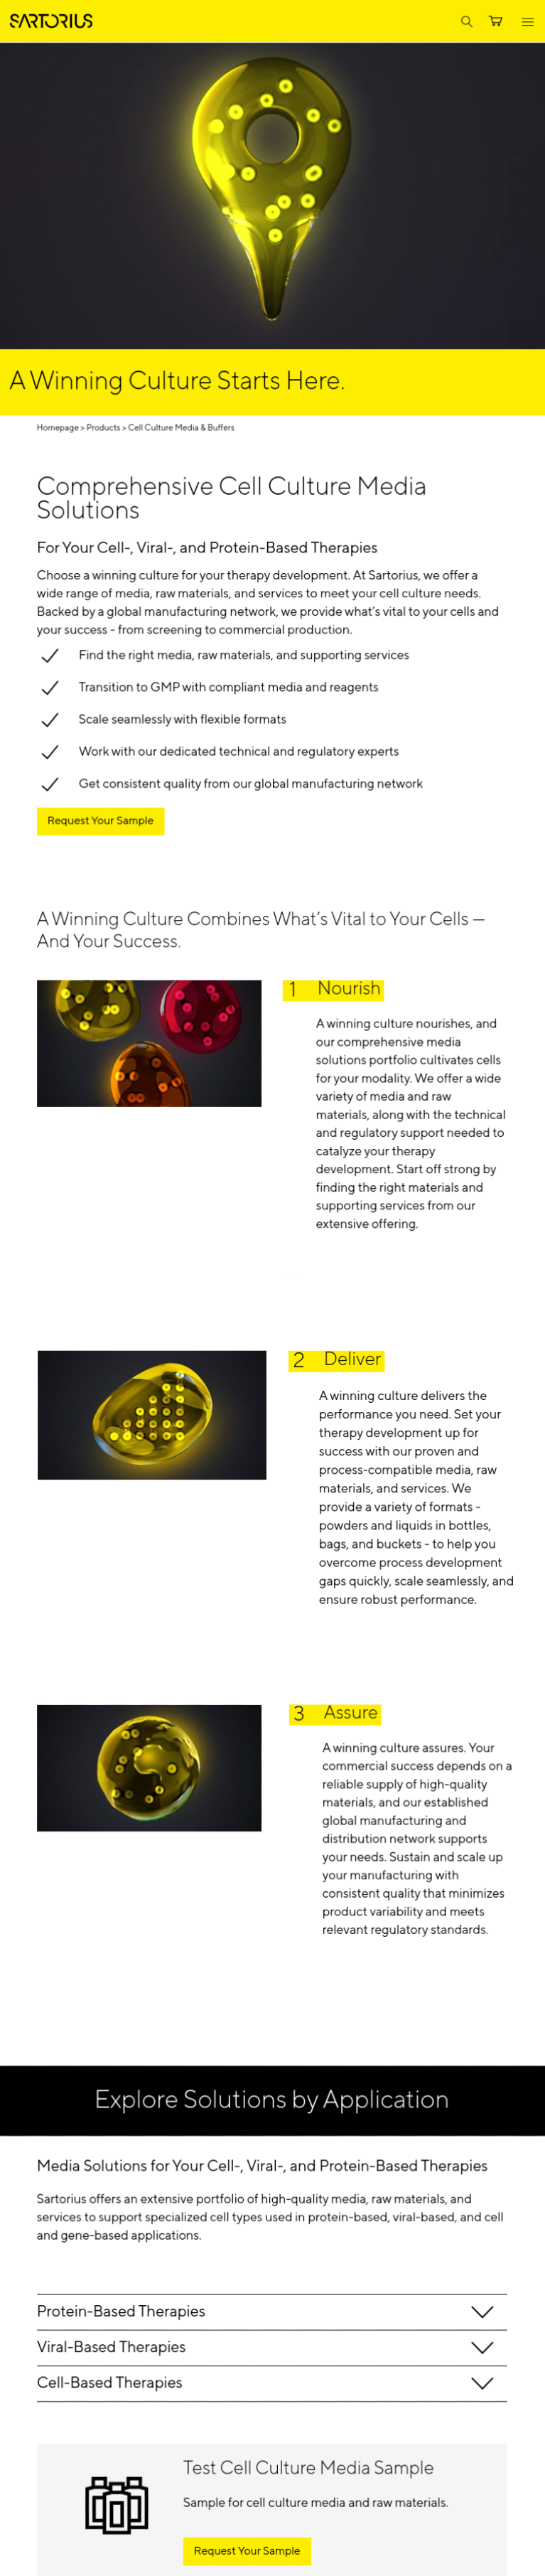 SARTORIUS
A Winning Culture Starts Here.
Homepage > Products > Cell Culture Media & Buffers
Comprehensive Cell Culture Media
Solutions
For Your Cell-, Viral-, and Protein-Based Therapies
Choose a winning culture for your therapy development. At Sartorius, we offer a
wide range of media, raw materials, and services to meet your cell culture needs.
Backed by a global manufacturing network, we provide what's vital to your cells and
your success - from screening to commercial production.
Find the right media, raw materials, and supporting services
Transition to GMP with compliant media and reagents
Scale seamlessly with flexible formats
Work with our dedicated technical and regulatory experts
Get consistent quality from our global manufacturing network
Request Your Sample
A Winning Culture Combines What's Vital to Your Cells —
And Your Success.
1 Nourish
A winning culture nourishes, and
our comprehensive media
solutions portfolio cultivates cells
for your modality. We offer a wide
variety of media and raw
materials, along with the technical
and regulatory support needed to
catalyze your therapy
development. Start off strong by
finding the right materials and
supporting services from our
extensive offering.
2 Deliver
A winning culture delivers the
performance you need. Set your
therapy development up for
success with our proven and
process-compatible media, raw
materials, and services. We
provide a variety of formats -
powders and liquids in bottles,
bags, and buckets - to help you
overcome process development
gaps quickly, scale seamlessly, and
ensure robust performance.
3 Assure
A winning culture assures. Your
commercial success depends on a
reliable supply of high-quality
materials, and our established
global manufacturing and
distribution network supports
your needs. Sustain and scale up
your manufacturing with
consistent quality that minimizes
product variability and meets
relevant regulatory standards.
Explore Solutions by Application
Media Solutions for Your Cell-, Viral-, and Protein-Based Therapies
Sartorius offers an extensive portfolio of high-quality media, raw materials, and
services to support specialized cell types used in protein-based, viral-based, and cell
and gene-based applications.
Protein-Based Therapies
Viral-Based Therapies
Cell-Based Therapies
Test Cell Culture Media Sample
Sample for cell culture media and raw materials.
Request Your Sample